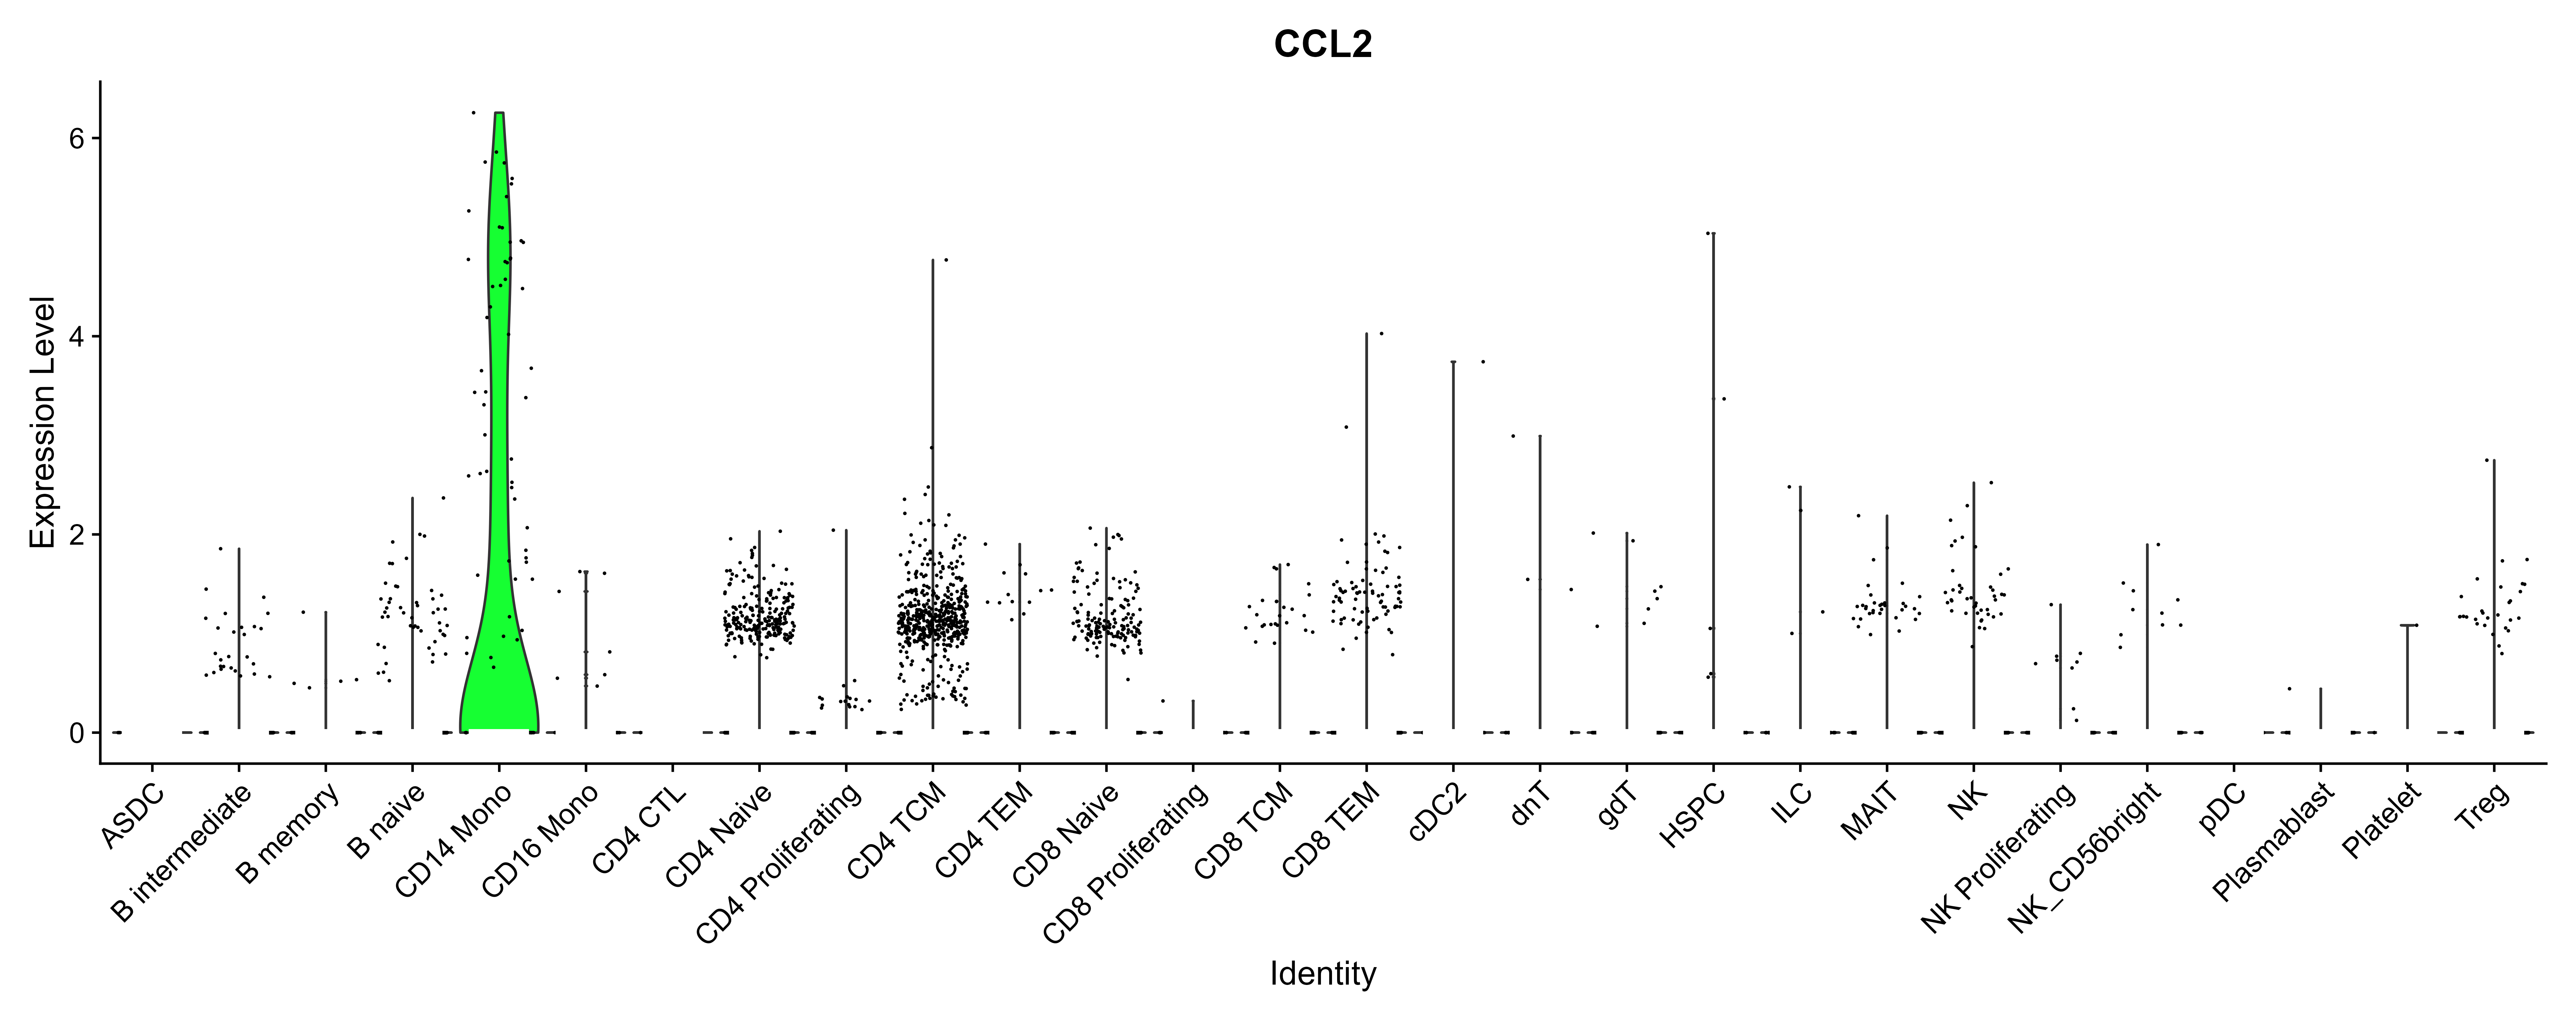 CCL2
Expression Level
6
4
2
0
ASDC
B intermediate
B memory
B naive
CD14 Mono
CD16 Mono
CD4 CTL
CD4 Naive
CD4 Proliferating
CD4 TCM
CD4 TEM
CD8 Naive
CD8 Proliferating
CD8 TCM
CD8 TEM
cDC2
dnT
gdT
HSPC
ILC
MAIT
NK
NK Proliferating
NK_CD56bright
pDC
Plasmablast
Platelet
Treg
Identity